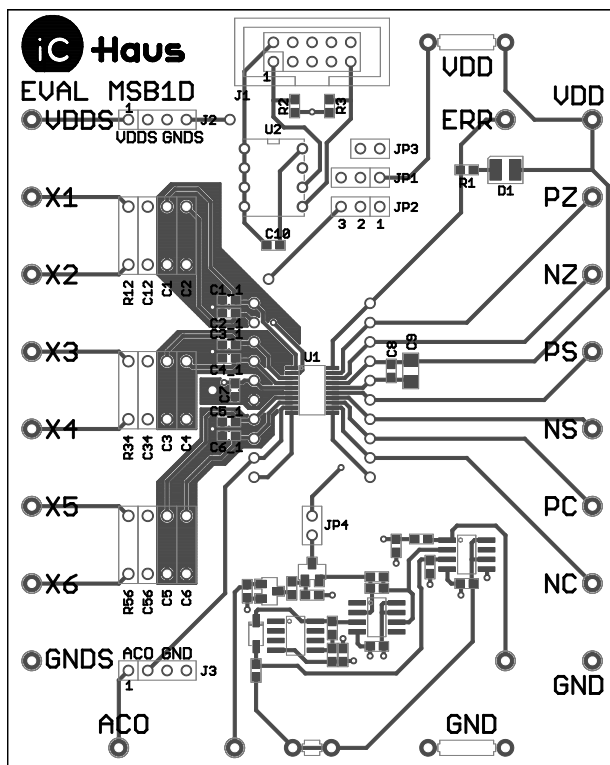 iC Haus
EVAL MSB1D
VDDS
1
VDDS GNDS
J2
J1
1
R2
R3
U2
VDD
VDD
ERR
JP3
JP1
JP2
3 2 1
R1
D1
C10
X1
X2
R12 C12 C1 C2
C1_1
C2_1
C3_1
C4_1
C7
C5_1
C6_1
U1
C8
C9
PZ
NZ
PS
NS
PC
NC
X3
X4
R34 C34 C3 C4
X5
X6
R56 C56 C5 C6
JP4
GNDS
ACO GND
J3
1
ACO
GND
GND